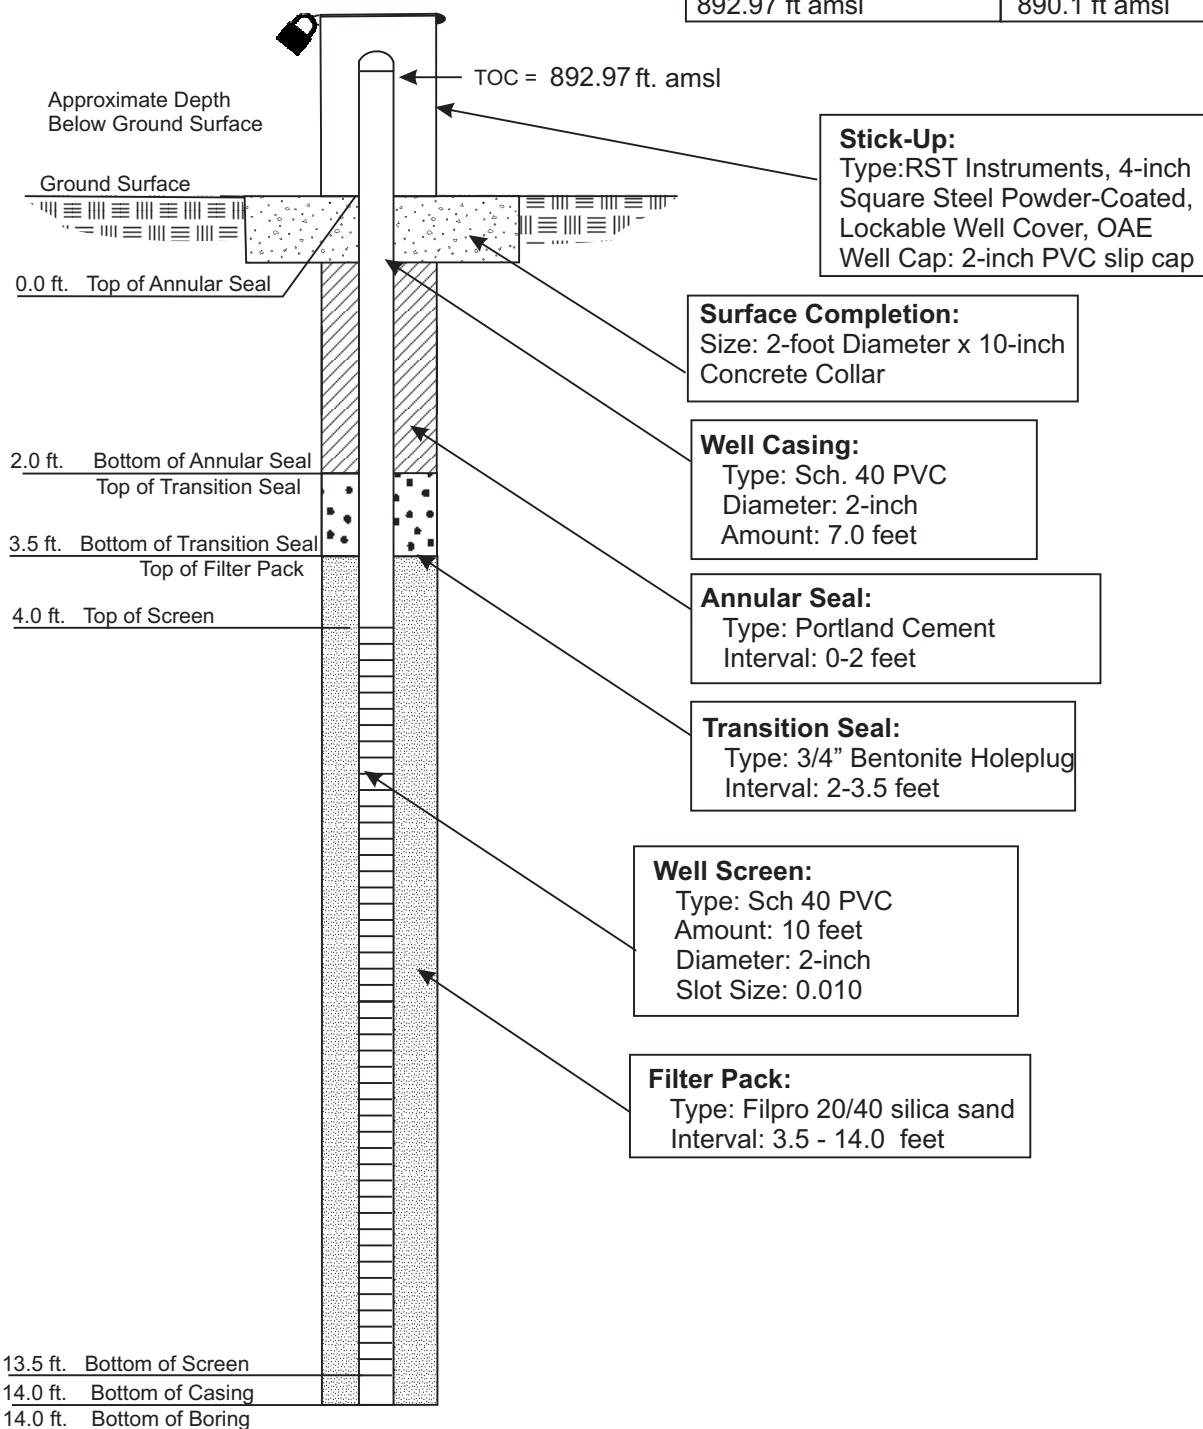 892.97 ft amsl
890.1 ft amsl
TOC = 892.97 ft. amsl
Approximate Depth
Below Ground Surface
Stick-Up:
Type:RST Instruments, 4-inch
Square Steel Powder-Coated,
Lockable Well Cover, OAE
Well Cap: 2-inch PVC slip cap
Ground Surface
0.0 ft. Top of Annular Seal
Surface Completion:
Size: 2-foot Diameter x 10-inch
Concrete Collar
Well Casing:
Type: Sch. 40 PVC
Diameter: 2-inch
Amount: 7.0 feet
2.0 ft. Bottom of Annular Seal
Top of Transition Seal
3.5 ft. Bottom of Transition Seal
Top of Filter Pack
Annular Seal:
Type: Portland Cement
Interval: 0-2 feet
4.0 ft. Top of Screen
Transition Seal:
Type: 3/4” Bentonite Holeplug
Interval: 2-3.5 feet
Well Screen:
Type: Sch 40 PVC
Amount: 10 feet
Diameter: 2-inch
Slot Size: 0.010
Filter Pack:
Type: Filpro 20/40 silica sand
Interval: 3.5 - 14.0 feet
13.5 ft. Bottom of Screen
14.0 ft. Bottom of Casing
14.0 ft. Bottom of Boring